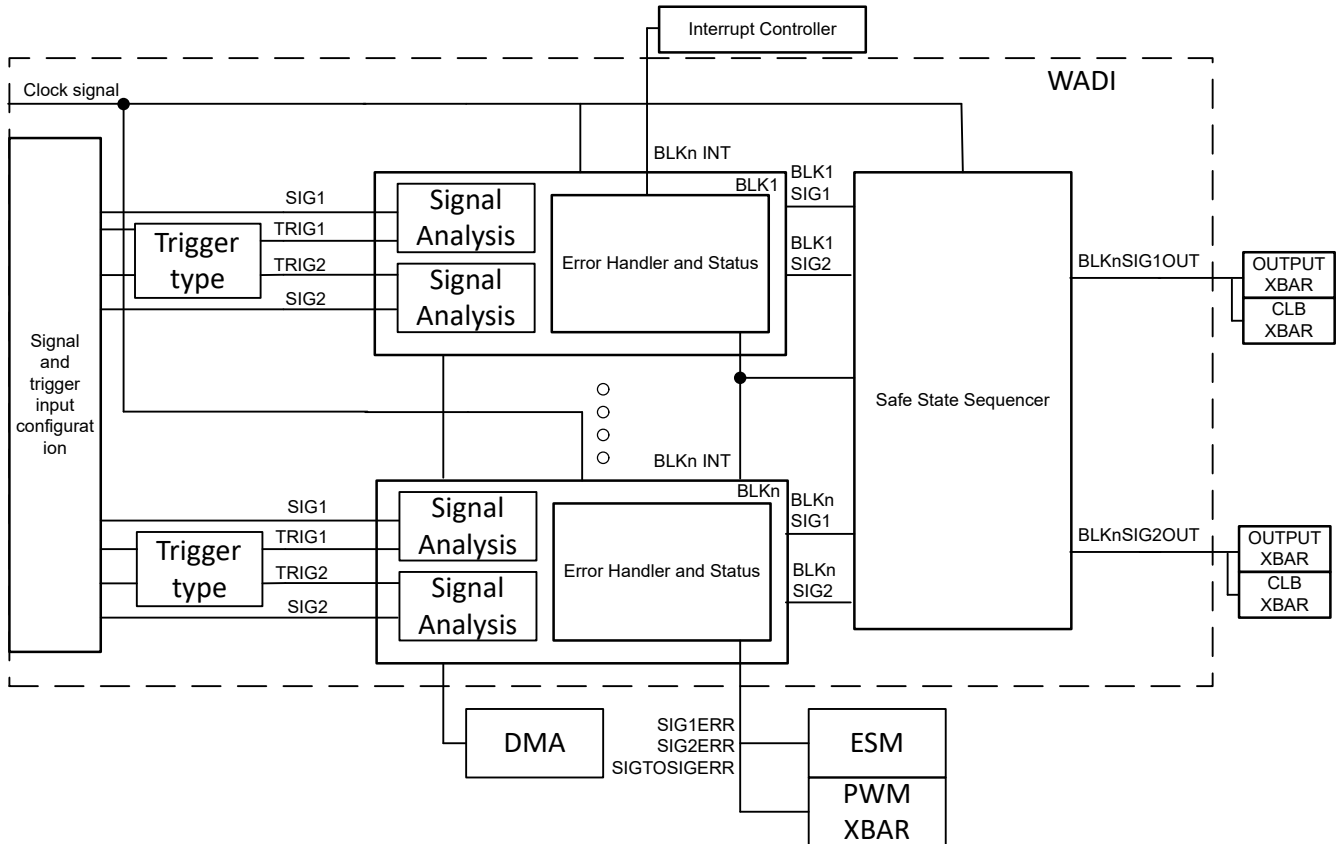 Interrupt Controller
WADI
Clock signal
BLKn INT
BLK1
BLK1
SIG1
SIG1
Signal
Analysis
TRIG1
Trigger
type
TRIG2
SIG2
Signal
Analysis
Error Handler and Status
BLK1
SIG2
BLKnSIG1OUT
OUTPUT
XBAR
CLB
XBAR
Signal
and
trigger
input
configurat
ion
Safe State Sequencer
BLKn INT
BLKn
BLKn
SIG1
SIG1
Signal
Analysis
TRIG1
Trigger
type
TRIG2
SIG2
Signal
Analysis
Error Handler and Status
BLKn
SIG2
BLKnSIG2OUT
OUTPUT
XBAR
CLB
XBAR
DMA
SIG1ERR
SIG2ERR
SIGTOSIGERR
ESM
PWM
XBAR